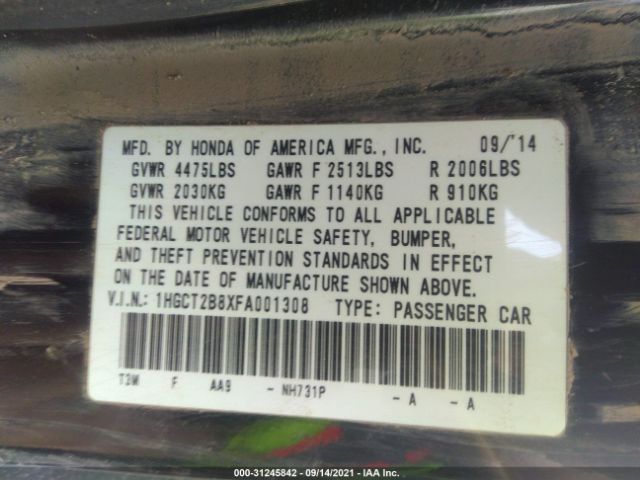 MFD. BY HONDA OF AMERICA MFG., INC. 09/'14
GVWR 4475LBS GAWR F 2513LBS R 2006LBS
GVWR 2030KG GAWR F 1140KG R 910KG
THIS VEHICLE CONFORMS TO ALL APPLICABLE
FEDERAL MOTOR VEHICLE SAFETY, BUMPER,
AND THEFT PREVENTION STANDARDS IN EFFECT
ON THE DATE OF MANUFACTURE SHOWN ABOVE.
V.I.N.: 1HGCT2B8XFA001308 TYPE: PASSENGER CAR
T3W F AA9 - NH731P - A - A
000-31245842 - 09/14/2021 - IAA Inc.